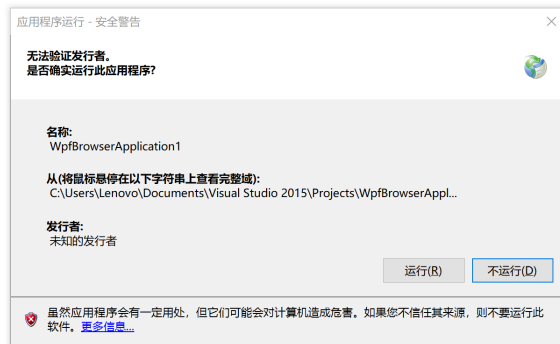 应用程序运行 - 安全警告
无法验证发行者。
是否确实运行此应用程序?
名称:
WpfBrowserApplication1
从(将鼠标悬停在以下字符串上查看完整域):
C:\Users\Lenovo\Documents\Visual Studio 2015\Projects\WpfBrowserAppl...
发行者:
未知的发行者
运行(R) 不运行(D)
虽然应用程序会有一定用处，但它们可能会对计算机造成危害。如果您不信任其来源，则不要运行此
软件。更多信息...